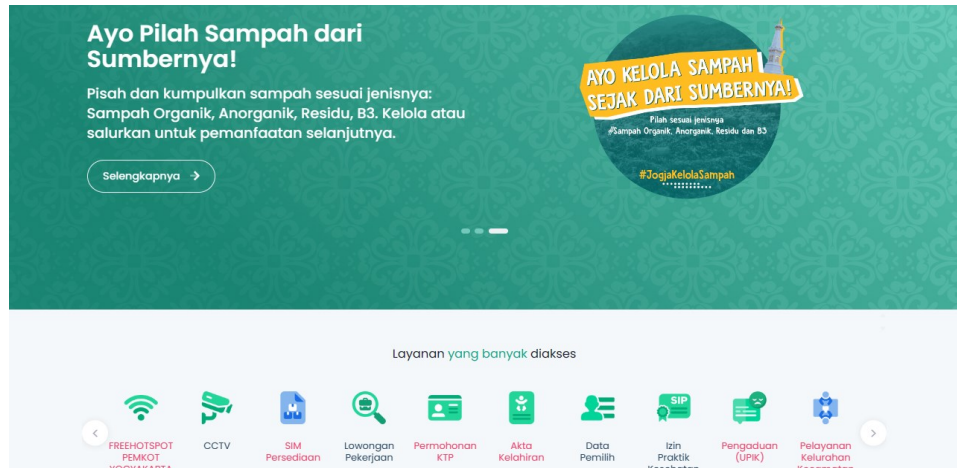 Ayo Pilah Sampah dari
Sumbernya!
Pisah dan kumpulkan sampah sesuai jenisnya:
Sampah Organik, Anorganik, Residu, B3. Kelola atau
salurkan untuk pemanfaatan selanjutnya.
Selengkapnya →
AYO KELOLA SAMPAH
SEJAK DARI SUMBERNYA!
Pilah sesuai jenisnya
#Sampah Organik, Anorganik, Residu dan B3
#JogjaKelolaSampah
Layanan yang banyak diakses
SIP
FREEHOTSPOT
PEMKOT
YOGYAKARTA
CCTV
SIM
Persediaan
Lowongan
Pekerjaan
Permohonan
KTP
Akta
Kelahiran
Data
Pemilih
Izin
Praktik
Kesehatan
Pengaduan
(UPIK)
Pelayanan
Kelurahan
Kecamatan